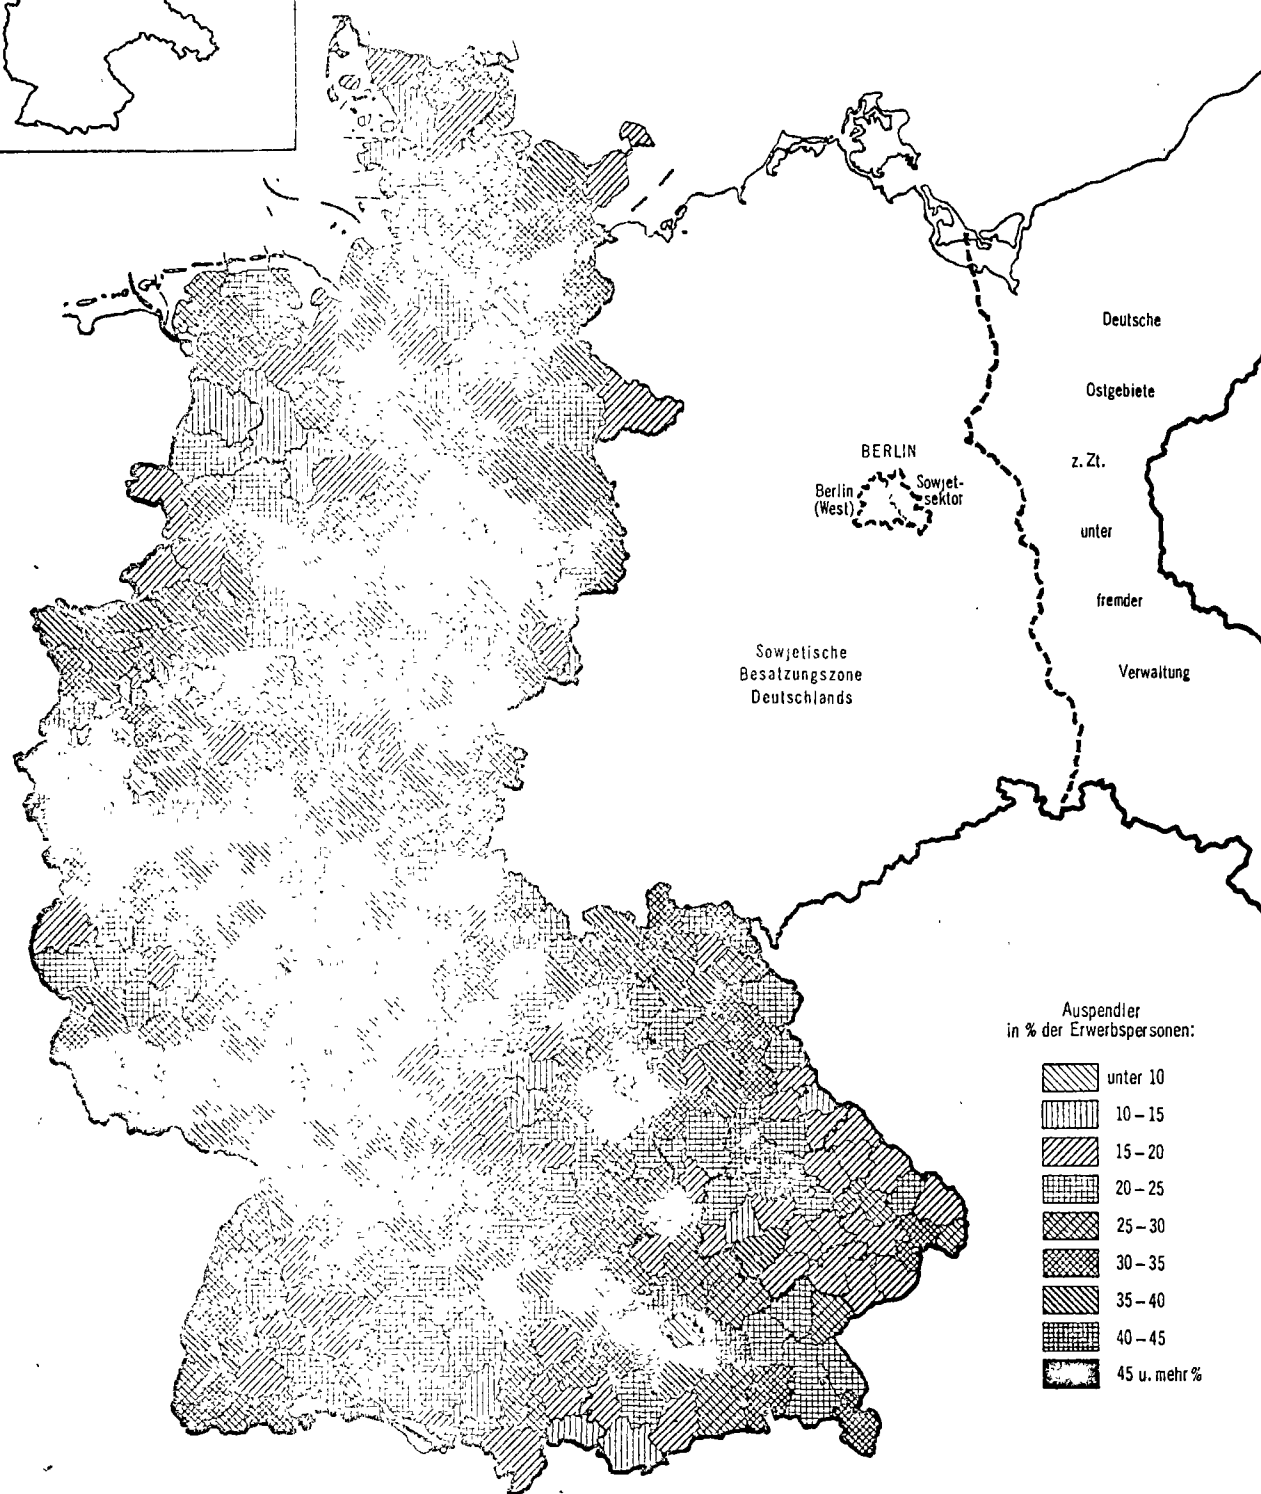 Deutsche
Ostgebiete
z. Zt.
unter
fremder
Verwaltung
BERLIN
Berlin
(West)
Sowjet-
sektor
Sowjetische
Besatzungszone
Deutschlands
Auspendler
in % der Erwerbspersonen:
unter 10
10 – 15
15 – 20
20 – 25
25 – 30
30 – 35
35 – 40
40 – 45
45 u. mehr %